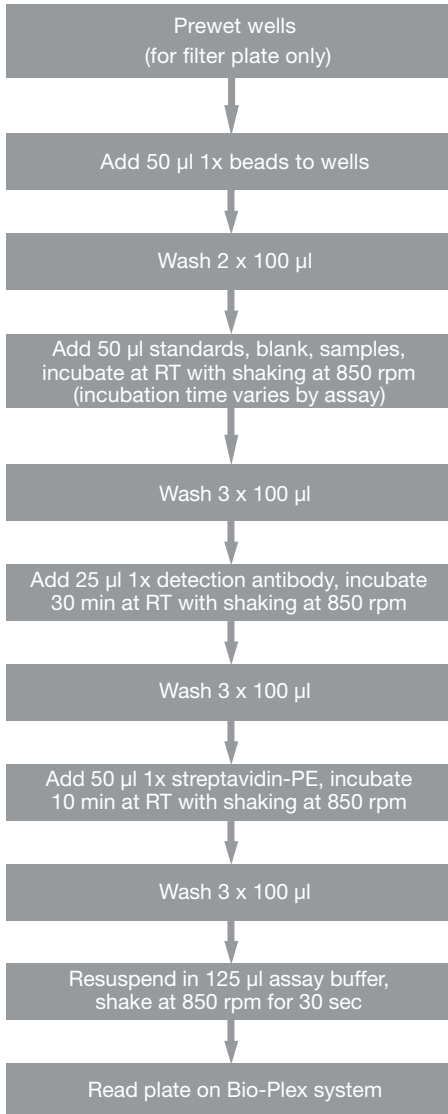 Prewet wells
(for filter plate only)
Add 50 µl 1x beads to wells
Wash 2 x 100 µl
Add 50 µl standards, blank, samples,
incubate at RT with shaking at 850 rpm
(incubation time varies by assay)
Wash 3 x 100 µl
Add 25 µl 1x detection antibody, incubate
30 min at RT with shaking at 850 rpm
Wash 3 x 100 µl
Add 50 µl 1x streptavidin-PE, incubate
10 min at RT with shaking at 850 rpm
Wash 3 x 100 µl
Resuspend in 125 µl assay buffer,
shake at 850 rpm for 30 sec
Read plate on Bio-Plex system